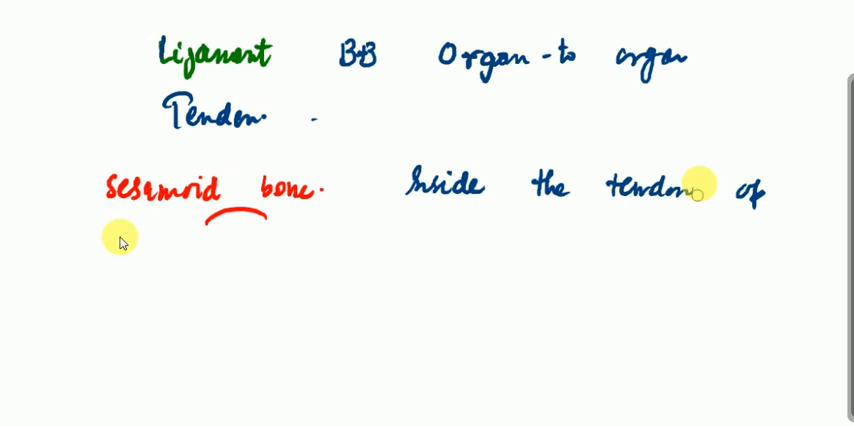 Ligament B-B Organ - to organ
Tendon. -
Sesamoid bone. Inside the tendon of